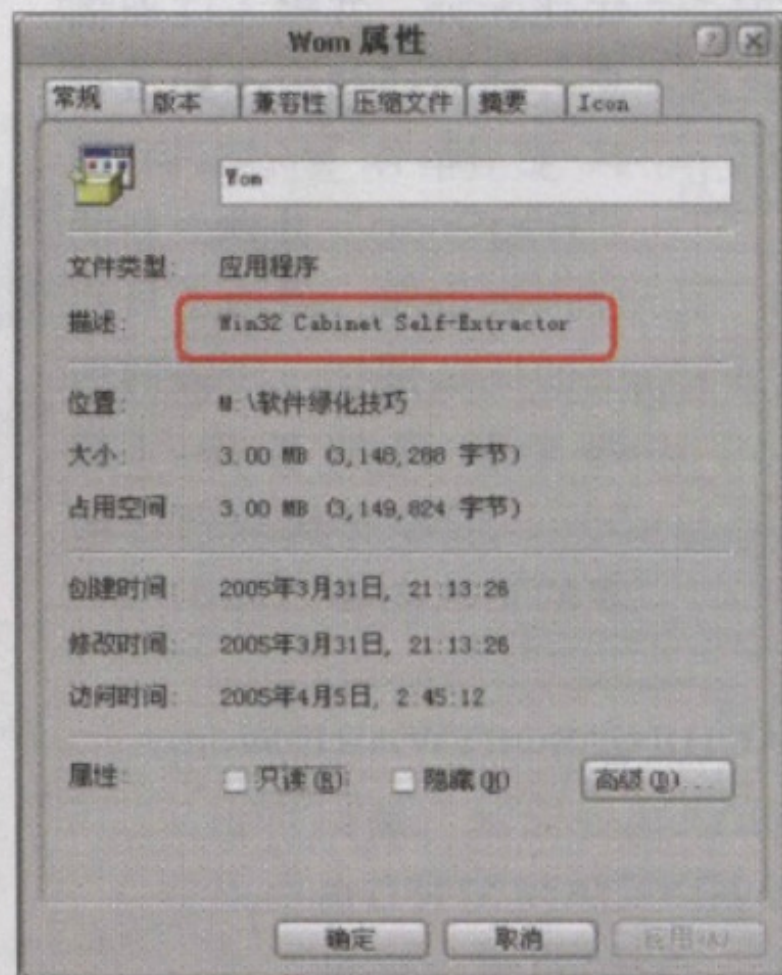 Wom 属性
常规 版本 兼容性 压缩文件 摘要 Icon
Wom
文件类型: 应用程序
描述: Win32 Cabinet Self-Extractor
位置: M:\软件绿化技巧
大小: 3.00 MB (3,146,288 字节)
占用空间: 3.00 MB (3,149,824 字节)
创建时间: 2005年3月31日, 21:13:26
修改时间: 2005年3月31日, 21:13:26
访问时间: 2005年4月5日, 2:45:12
属性: 只读(R) 隐藏(H) 高级(D)...
确定 取消 应用(A)